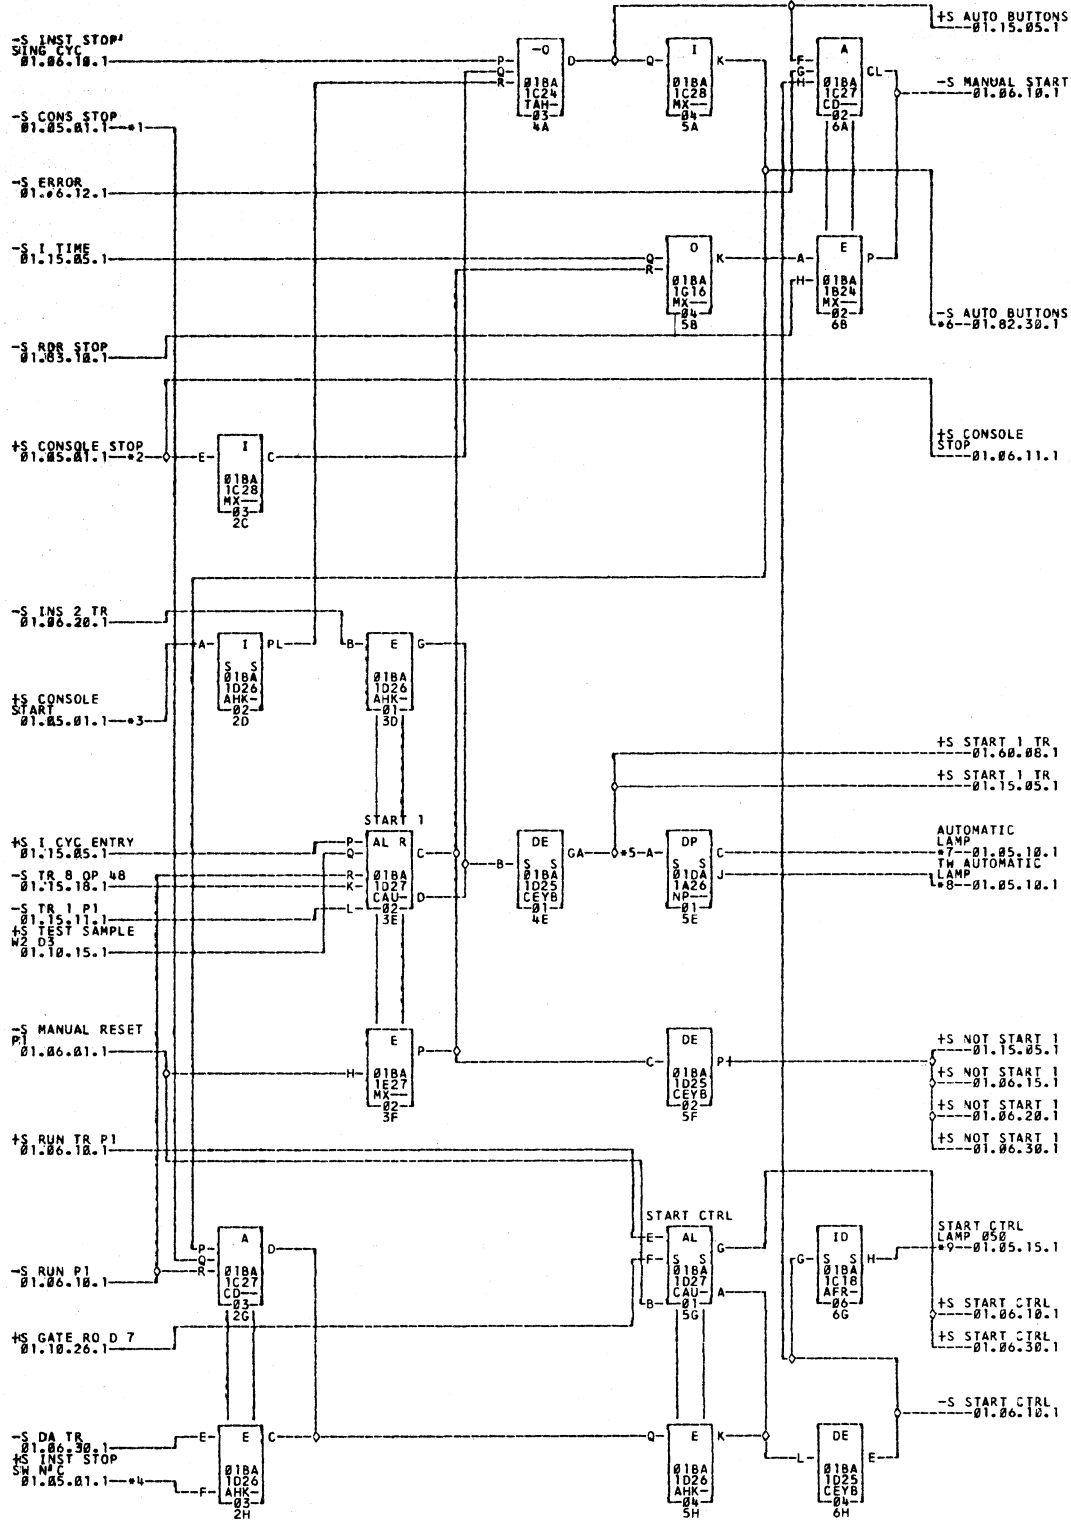 -S INST STOP'
SING CYC
01.06.10.1
-S CONS STOP
01.05.01.1 *1
-S ERROR
01.06.12.1
-S I TIME
01.15.05.1
-S RDR STOP
01.83.10.1
+S CONSOLE STOP
01.05.01.1 *2
-S INS 2 TR
01.06.20.1
+S CONSOLE
START
01.05.01.1 *3
+S I CYC ENTRY
01.15.05.1
-S TR 8 OP 48
01.15.18.1
-S TR 1 P1
01.15.11.1
+S TEST SAMPLE
W2 D3
01.10.15.1
-S MANUAL RESET
P1
01.06.01.1
+S RUN TR P1
01.06.10.1
-S RUN P1
01.06.10.1
+S GATE RO D 7
01.10.26.1
-S DA TR
01.06.30.1
+S INST STOP
SW N'C
01.05.01.1 *4
P
Q
R
-O
01BA
1C24
TAH-
03
4A
D
Q
I
01BA
1C28
MX--
04
5A
K
F
G
H
A
01BA
1C27
CD--
02
6A
CL
Q
R
O
01BA
1G16
MX--
04
5B
K
A
H
E
01BA
1B24
MX--
02
6B
P
E
I
01BA
1C28
MX--
03
2C
C
A
I
S S
01BA
1D26
AHK-
02
2D
PL
B
E
01BA
1D26
AHK-
01
3D
G
START 1
P
Q
R
K
L
AL R
01BA
1D27
CAU-
02
3E
C
D
B
DE
S
01BA
1D25
CEYB
01
4E
GA
*5 A
DP
S S
01DA
1A26
NP--
01
5E
C
J
H
E
01BA
1E27
MX--
02
3F
P
C
DE
01BA
1D25
CEYB
02
5F
P
P
Q
R
A
01BA
1C27
CD--
03
2G
D
START CTRL
E
F
B
AL
S S
01BA
1D27
CAU-
01
5G
G
A
G
ID
S S
01BA
1C18
AFR-
06
6G
H
E
F
E
01BA
1D26
AHK-
03
2H
C
Q
E
01BA
1D26
AHK-
04
5H
K
L
DE
01BA
1D25
CEYB
04
6H
E
+S AUTO BUTTONS
01.15.05.1
-S MANUAL START
01.06.10.1
-S AUTO BUTTONS
*6 01.82.30.1
+S CONSOLE
STOP
01.06.11.1
+S START 1 TR
01.60.08.1
+S START 1 TR
01.15.05.1
AUTOMATIC
LAMP
*7 01.05.10.1
TW AUTOMATIC
LAMP
*8 01.05.10.1
+S NOT START 1
01.15.05.1
+S NOT START 1
01.06.15.1
+S NOT START 1
01.06.20.1
+S NOT START 1
01.06.30.1
START CTRL
LAMP 050
*9 01.05.15.1
+S START CTRL
01.06.10.1
+S START CTRL
01.06.30.1
-S START CTRL
01.06.10.1